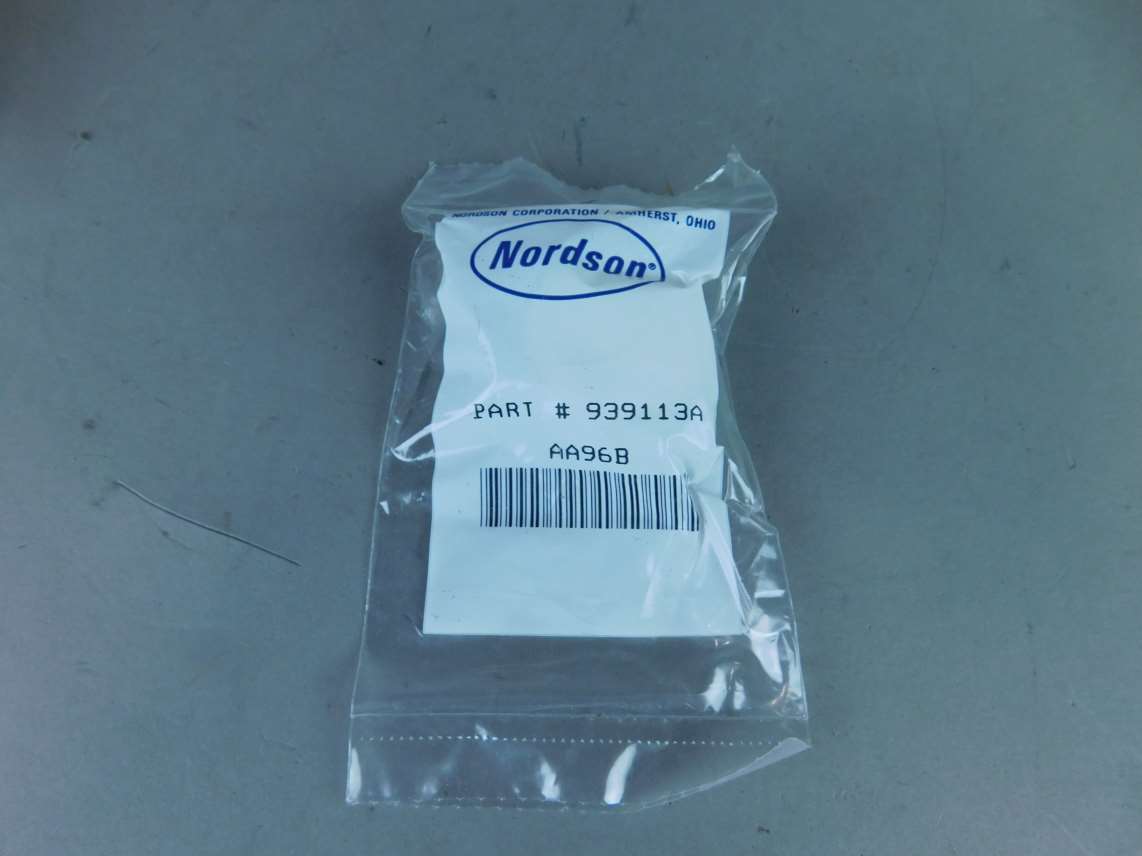 NORDSON CORPORATION / AMHERST, OHIO
Nordson®
PART # 939113A
AA96B